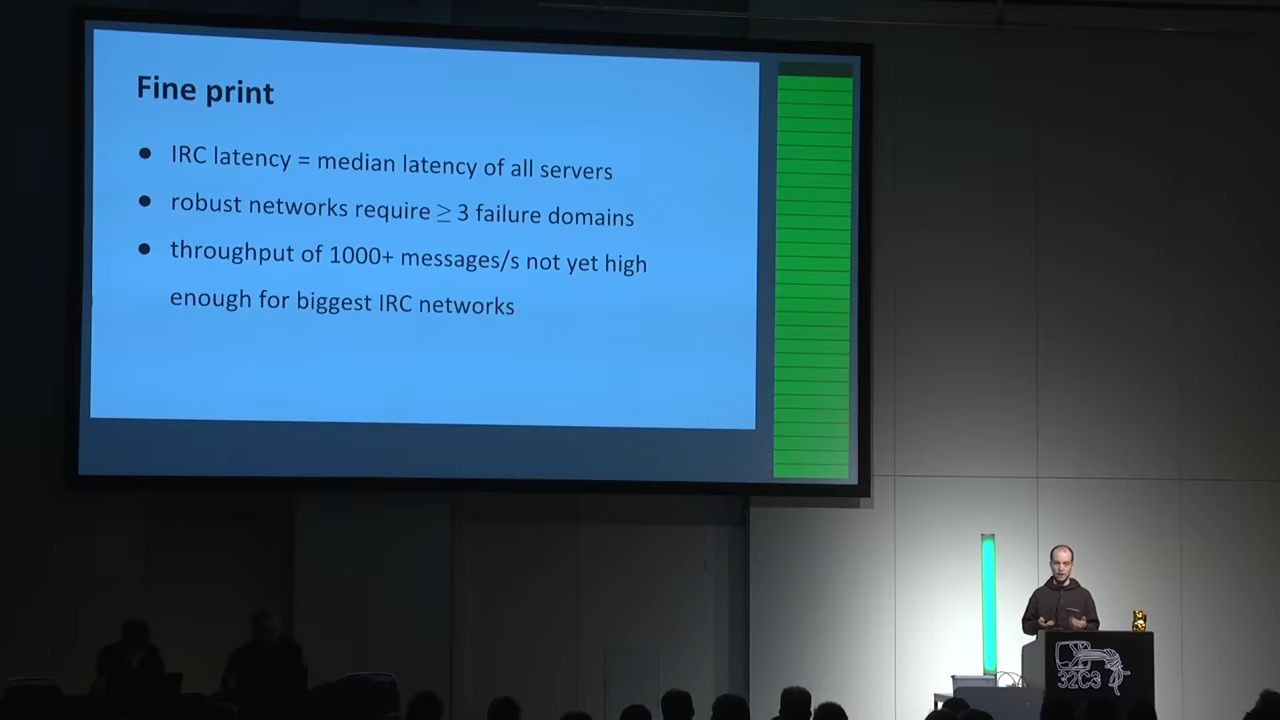 Fine print
● IRC latency = median latency of all servers
● robust networks require ≥ 3 failure domains
● throughput of 1000+ messages/s not yet high
enough for biggest IRC networks
32C3